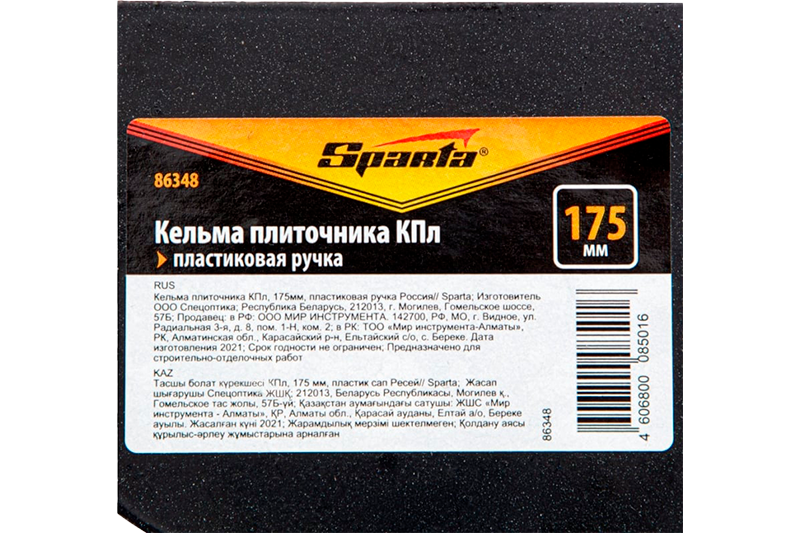 Sparta®
86348
Кельма плиточника КПл
пластиковая ручка
175
мм
RUS
Кельма плиточника КПл, 175мм, пластиковая ручка Россия// Sparta; Изготовитель
ООО Спецоптика; Республика Беларусь, 212013, г. Могилев, Гомельское шоссе,
57Б; Продавец: в РФ: ООО МИР ИНСТРУМЕНТА. 142700, РФ, МО, г. Видное, ул.
Радиальная 3-я, д. 8, пом. 1-Н, ком. 2; в РК: ТОО «Мир инструмента-Алматы»,
РК, Алматинская обл., Карасайский р-н, Ельтайский с/о, с. Береке. Дата
изготовления 2021; Срок годности не ограничен; Предназначено для
строительно-отделочных работ
KAZ
Тасшы болат күрекшесі КПл, 175 мм, пластик сап Ресей// Sparta; Жасап
шығарушы Спецоптика ЖШҚ; 212013, Беларусь Республикасы, Могилев қ.,
Гомельское тас жолы, 57Б-үй; Қазақстан аумағындағы сатушы: ЖШС «Мир
инструмента - Алматы», ҚР, Алматы обл., Қарасай ауданы, Елтай а/о, Береке
ауылы. Жасалған күні 2021; Жарамдылық мерзімі шектелмеген; Қолдану аясы
құрылыс-әрлеу жұмыстарына арналған
86348
4 606800 085016